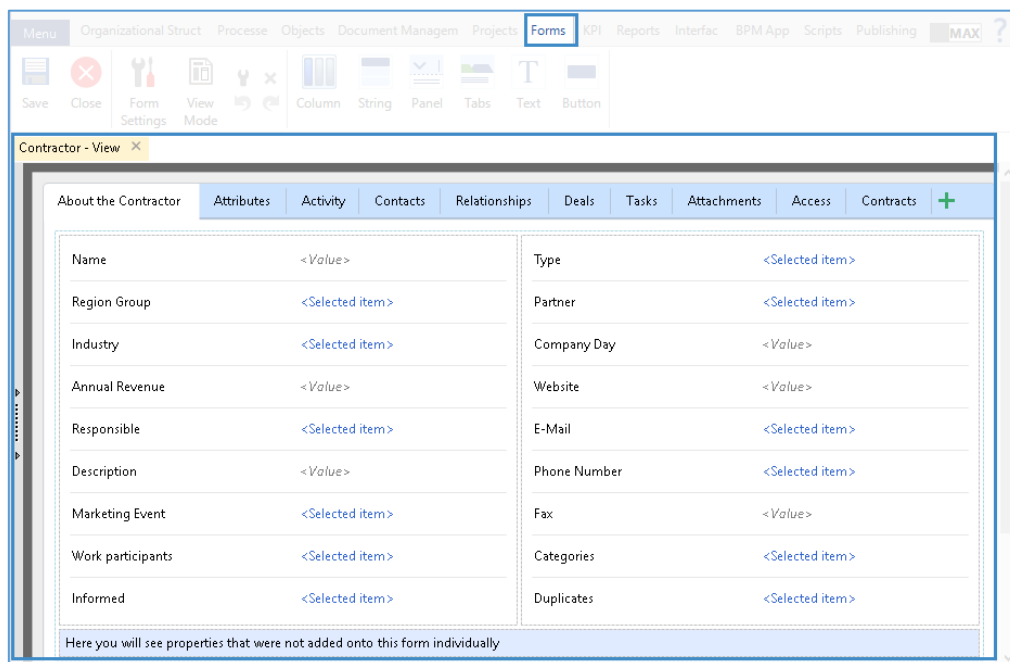 Menu Organizational Struct Processe Objects Document Managem Projects Forms KPI Reports Interfac BPM App Scripts Publishing MAX ?
Save Close Form Settings View Mode Column String Panel Tabs Text Button
Contractor - View
About the Contractor Attributes Activity Contacts Relationships Deals Tasks Attachments Access Contracts
Name <Value> Type <Selected item>
Region Group <Selected item> Partner <Selected item>
Industry <Selected item> Company Day <Value>
Annual Revenue <Value> Website <Value>
Responsible <Selected item> E-Mail <Selected item>
Description <Value> Phone Number <Selected item>
Marketing Event <Selected item> Fax <Value>
Work participants <Selected item> Categories <Selected item>
Informed <Selected item> Duplicates <Selected item>
Here you will see properties that were not added onto this form individually